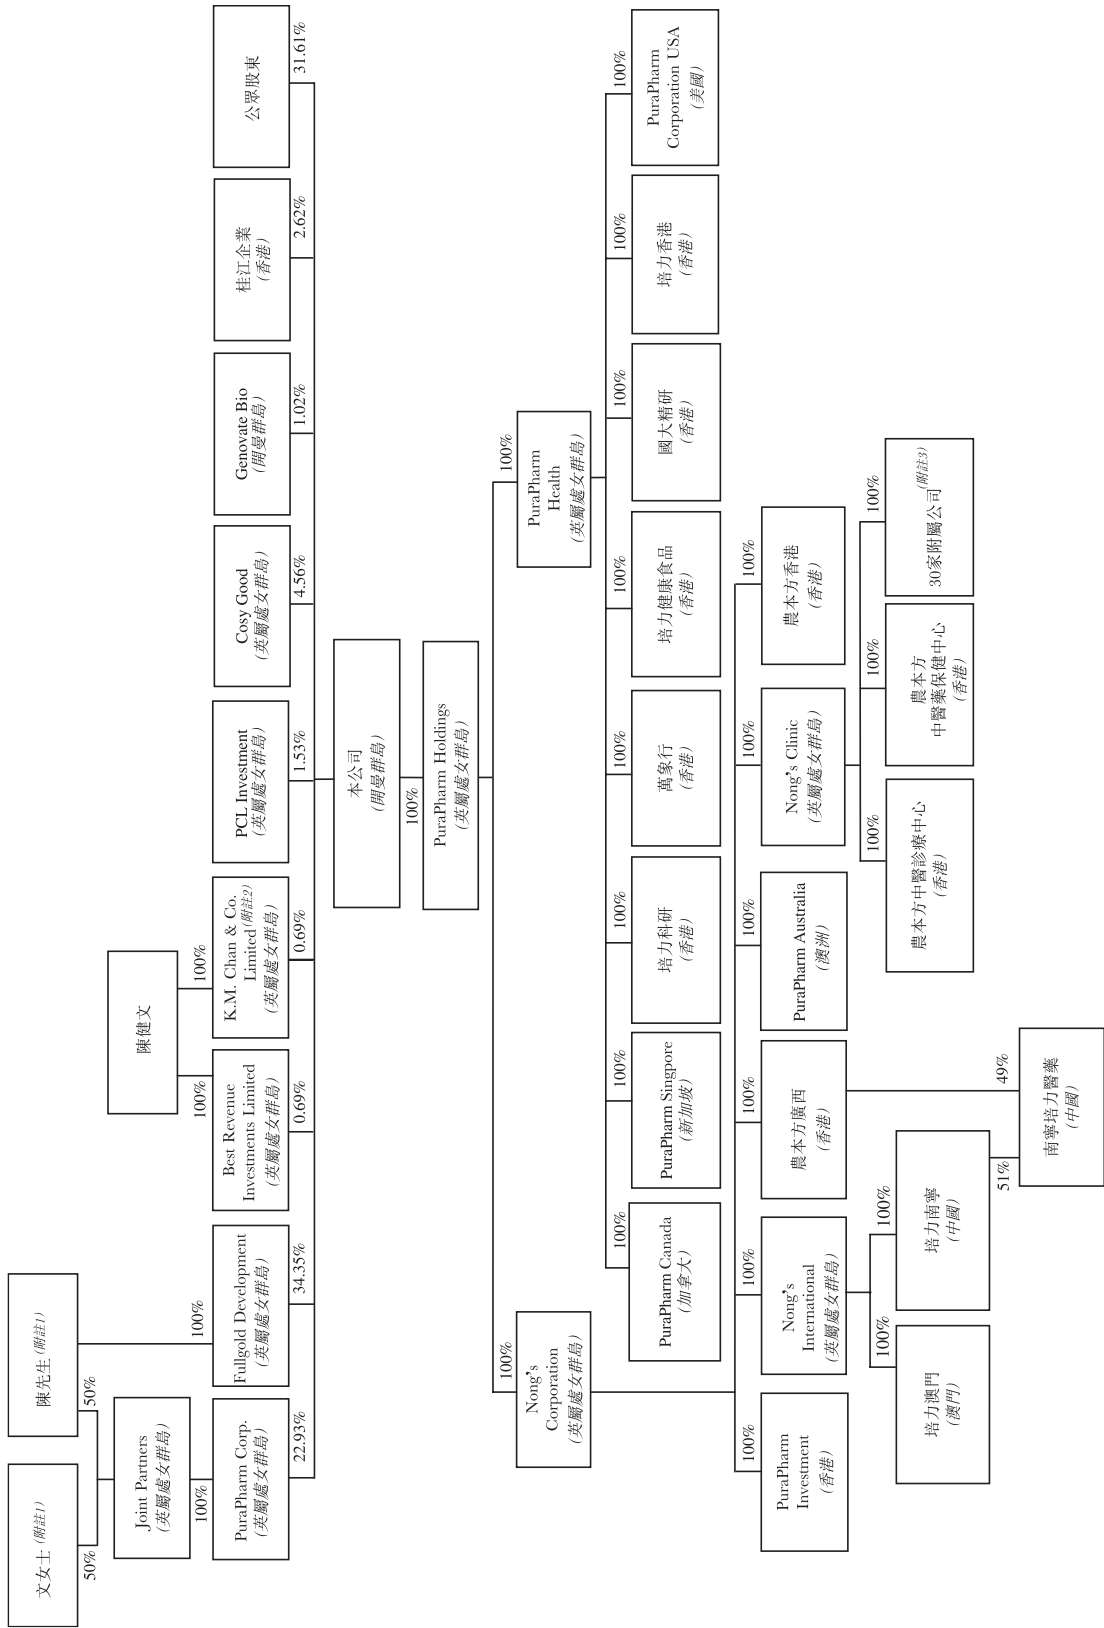 文女士(附註1)
陳先生(附註1)
50%
50%
Joint Partners
(英屬處女群島)
陳健文
100%
100%
100%
100%
PuraPharm Corp.
(英屬處女群島)
Fullgold Development
(英屬處女群島)
Best Revenue
Investments Limited
(英屬處女群島)
K.M. Chan & Co.
Limited(附註2)
(英屬處女群島)
PCL Investment
(英屬處女群島)
Cosy Good
(英屬處女群島)
Genovate Bio
(開曼群島)
桂江企業
(香港)
公眾股東
22.93%
34.35%
0.69%
0.69%
1.53%
4.56%
1.02%
2.62%
31.61%
本公司
(開曼群島)
100%
PuraPharm Holdings
(英屬處女群島)
100%
100%
Nong's
Corporation
(英屬處女群島)
PuraPharm
Health
(英屬處女群島)
100%
100%
100%
100%
100%
100%
100%
100%
PuraPharm Canada
(加拿大)
PuraPharm Singpore
(新加坡)
培力科研
(香港)
萬象行
(香港)
培力健康食品
(香港)
國大精研
(香港)
培力香港
(香港)
PuraPharm
Corporation USA
(美國)
100%
100%
100%
100%
100%
100%
PuraPharm
Investment
(香港)
Nong's
International
(英屬處女群島)
農本方廣西
(香港)
PuraPharm Australia
(澳洲)
Nong's Clinic
(英屬處女群島)
農本方香港
(香港)
100%
100%
100%
100%
100%
培力澳門
(澳門)
培力南寧
(中國)
農本方中醫診療中心
(香港)
農本方
中醫藥保健中心
(香港)
30家附屬公司(附註3)
51%
49%
南寧培力醫藥
(中國)